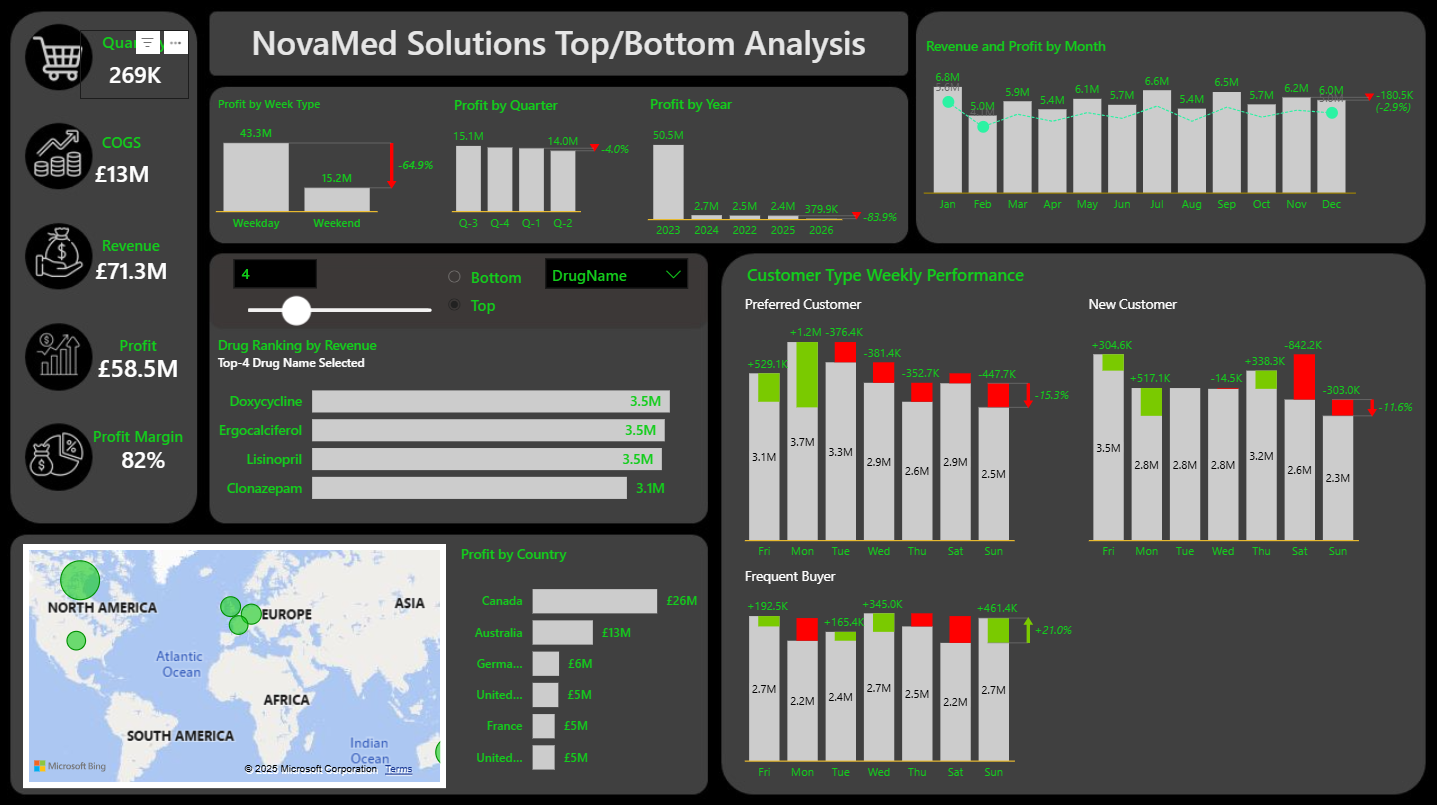 NovaMed Solutions Top/Bottom Analysis
269K
COGS
£13M
Revenue
£71.3M
Profit
£58.5M
Profit Margin
82%
Profit by Week Type
43.3M
15.2M
-64.9%
Weekday Weekend
Profit by Quarter
15.1M
14.0M
-4.0%
Q-3 Q-4 Q-1 Q-2
Profit by Year
50.5M
2.7M 2.5M 2.4M 379.9K
-83.9%
2023 2024 2022 2025 2026
Revenue and Profit by Month
6.8M 5.0M 5.9M 5.4M 6.1M 5.7M 6.6M 5.4M 6.5M 5.7M 6.2M 6.0M
-180.5K
(-2.9%)
Jan Feb Mar Apr May Jun Jul Aug Sep Oct Nov Dec
4
Bottom
Top
DrugName
Drug Ranking by Revenue
Top-4 Drug Name Selected
Doxycycline 3.5M
Ergocalciferol 3.5M
Lisinopril 3.5M
Clonazepam 3.1M
Customer Type Weekly Performance
Preferred Customer
+529.1K +1.2M -376.4K -381.4K -352.7K -447.7K
-15.3%
3.1M 3.7M 3.3M 2.9M 2.6M 2.9M 2.5M
Fri Mon Tue Wed Thu Sat Sun
New Customer
+304.6K +517.1K -14.5K +338.3K -842.2K -303.0K
-11.6%
3.5M 2.8M 2.8M 2.8M 3.2M 2.6M 2.3M
Fri Mon Tue Wed Thu Sat Sun
Frequent Buyer
+192.5K +165.4K +345.0K +461.4K
+21.0%
2.7M 2.2M 2.4M 2.7M 2.5M 2.2M 2.7M
Fri Mon Tue Wed Thu Sat Sun
NORTH AMERICA
EUROPE
ASIA
Atlantic
Ocean
AFRICA
SOUTH AMERICA
Indian
Ocean
Microsoft Bing
© 2025 Microsoft Corporation Terms
Profit by Country
Canada £26M
Australia £13M
Germa... £6M
United... £5M
France £5M
United... £5M